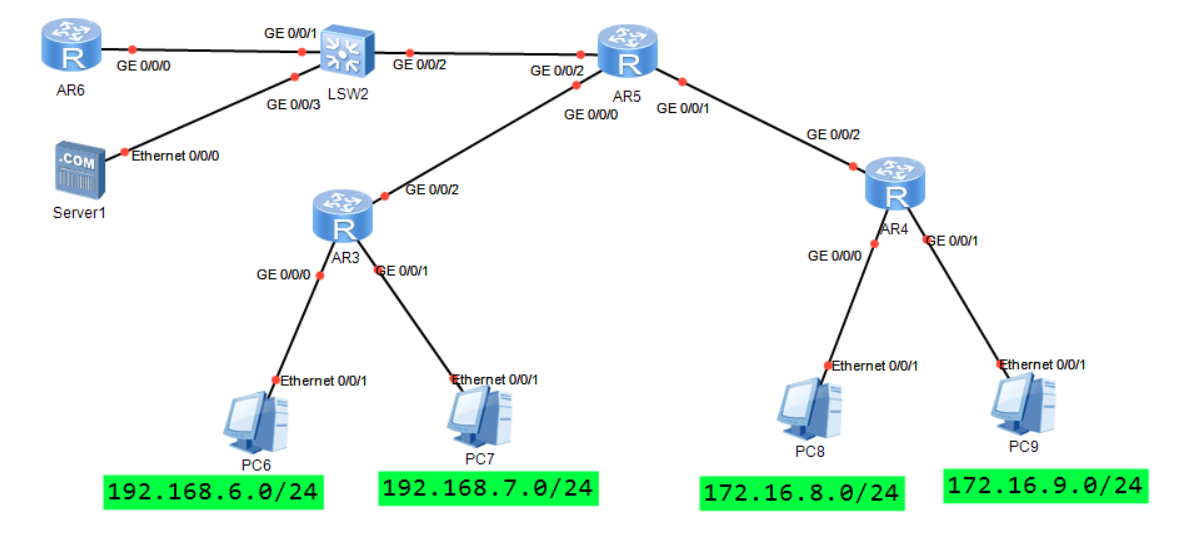 GE 0/0/1
R
GE 0/0/0
AR6
GE 0/0/2
LSW2
GE 0/0/3
GE 0/0/2
R
AR5
GE 0/0/0
GE 0/0/1
GE 0/0/2
.COM
Ethernet 0/0/0
Server1
GE 0/0/2
R
AR3
R
AR4
GE 0/0/0
GE 0/0/1
GE 0/0/0
GE 0/0/1
Ethernet 0/0/1
Ethernet 0/0/1
Ethernet 0/0/1
Ethernet 0/0/1
PC6
PC7
PC8
PC9
192.168.6.0/24
192.168.7.0/24
172.16.8.0/24
172.16.9.0/24